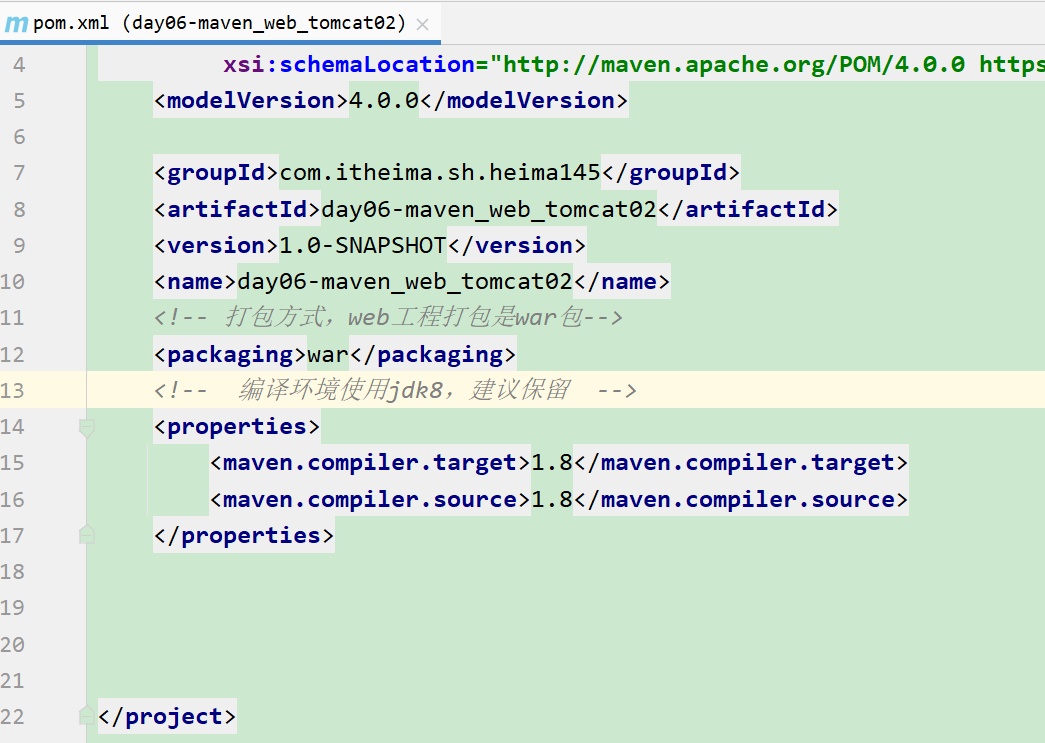 m pom.xml (day06-maven_web_tomcat02) ×
4 xsi:schemaLocation="http://maven.apache.org/POM/4.0.0 https
5 <modelVersion>4.0.0</modelVersion>
6
7 <groupId>com.itheima.sh.heima145</groupId>
8 <artifactId>day06-maven_web_tomcat02</artifactId>
9 <version>1.0-SNAPSHOT</version>
10 <name>day06-maven_web_tomcat02</name>
11 <!-- 打包方式，web工程打包是war包-->
12 <packaging>war</packaging>
13 <!-- 编译环境使用jdk8，建议保留 -->
14 <properties>
15 <maven.compiler.target>1.8</maven.compiler.target>
16 <maven.compiler.source>1.8</maven.compiler.source>
17 </properties>
18
19
20
21
22 </project>